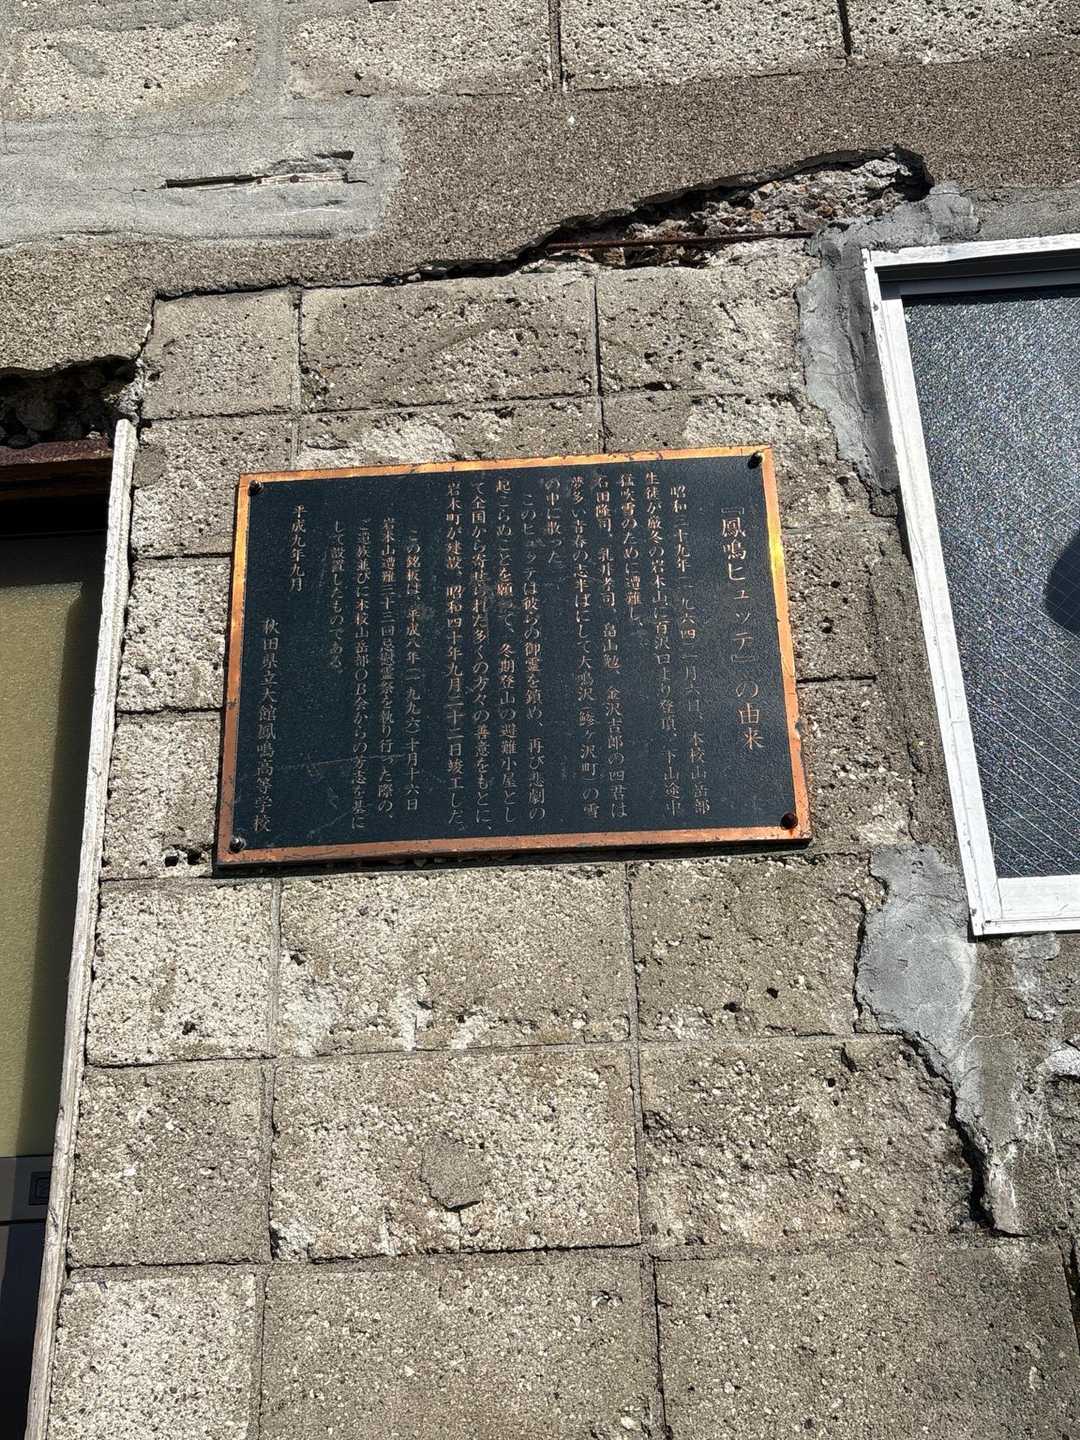 『鳳鳴ヒュッテ』の由来
昭和三十九年(一九六四)一月六日、本校山岳部
生徒が厳冬の岩木山に百沢口より登頂、下山途中
猛吹雪のために遭難し、
石田隆司、乳井孝司、畠山勉、金沢吉郎の四君は
夢多い青春の志半ばにして大鳴沢(鯵ヶ沢町)の雪
の中に散った。
このヒュッテは彼らの御霊を鎮め、再び悲劇の
起こらぬことを願って、冬期登山の避難小屋とし
て全国から寄せられた多くの方々の善意をもとに、
岩木町が建設、昭和四十年九月二十二日竣工した。
この銘板は、平成八年(一九九六)十月十六日
岩木山遭難三十三回忌慰霊祭を執り行った際の、
ご遺族並びに本校山岳部OB会からの芳志を基に
して設置したものである。
平成九年九月
秋田県立大館鳳鳴高等学校